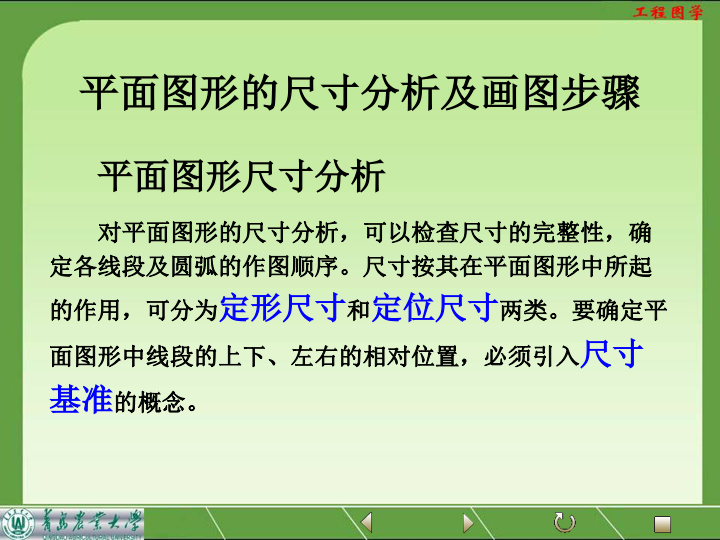 工程图学
平面图形的尺寸分析及画图步骤
平面图形尺寸分析
对平面图形的尺寸分析，可以检查尺寸的完整性，确
定各线段及圆弧的作图顺序。尺寸按其在平面图形中所起
的作用，可分为定形尺寸和定位尺寸两类。要确定平
面图形中线段的上下、左右的相对位置，必须引入尺寸
基准的概念。
青岛农业大学